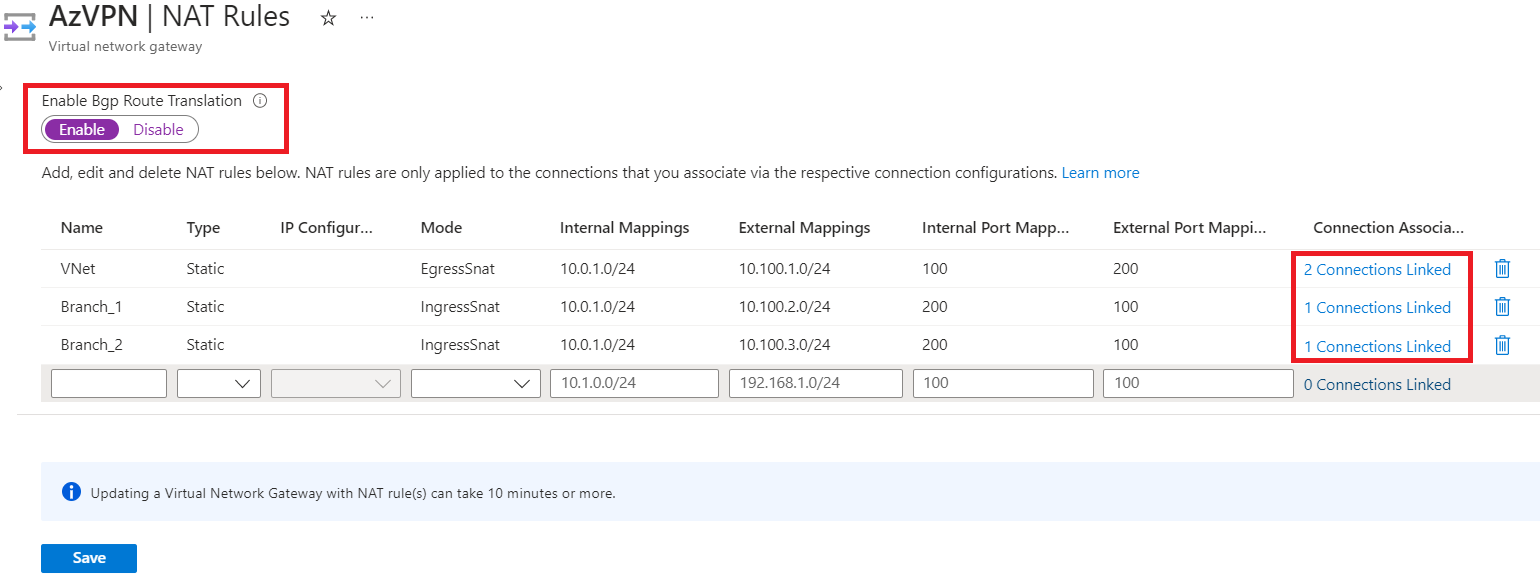 AzVPN | NAT Rules ☆ ...
Virtual network gateway
Enable Bgp Route Translation
Enable Disable
Add, edit and delete NAT rules below. NAT rules are only applied to the connections that you associate via the respective connection configurations. Learn more
Name Type IP Configur... Mode Internal Mappings External Mappings Internal Port Mapp... External Port Mappi... Connection Associa...
VNet Static EgressSnat 10.0.1.0/24 10.100.1.0/24 100 200 2 Connections Linked
Branch_1 Static IngressSnat 10.0.1.0/24 10.100.2.0/24 200 100 1 Connections Linked
Branch_2 Static IngressSnat 10.0.1.0/24 10.100.3.0/24 200 100 1 Connections Linked
10.1.0.0/24 192.168.1.0/24 100 100 0 Connections Linked
Updating a Virtual Network Gateway with NAT rule(s) can take 10 minutes or more.
Save